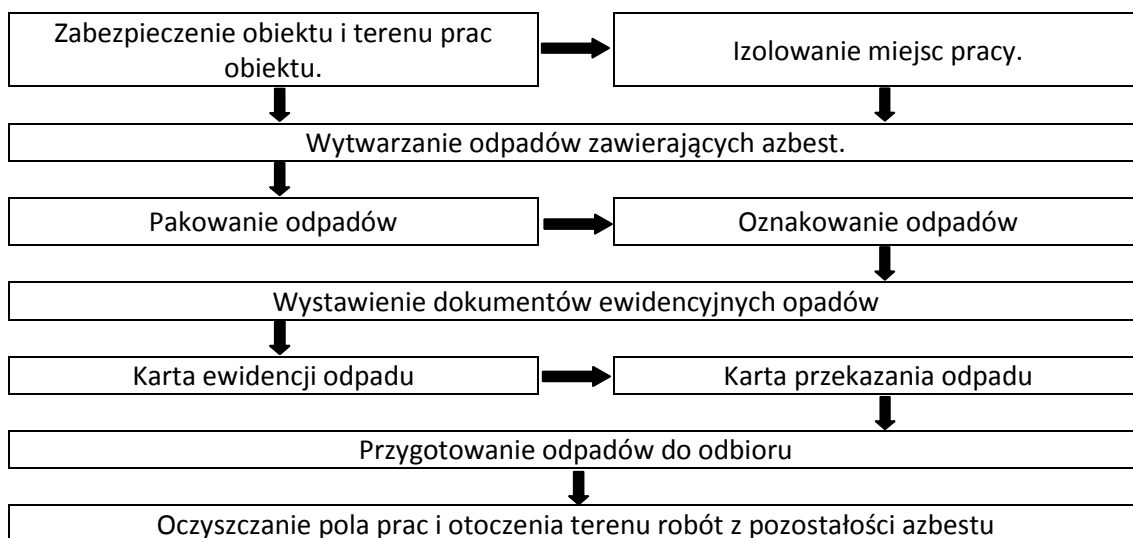 Zabezpieczenie obiektu i terenu prac
obiektu.
Izolowanie miejsc pracy.
Wytwarzanie odpadów zawierających azbest.
Pakowanie odpadów
Oznakowanie odpadów
Wystawienie dokumentów ewidencyjnych opadów
Karta ewidencji odpadu
Karta przekazania odpadu
Przygotowanie odpadów do odbioru
Oczyszczanie pola prac i otoczenia terenu robót z pozostałości azbestu